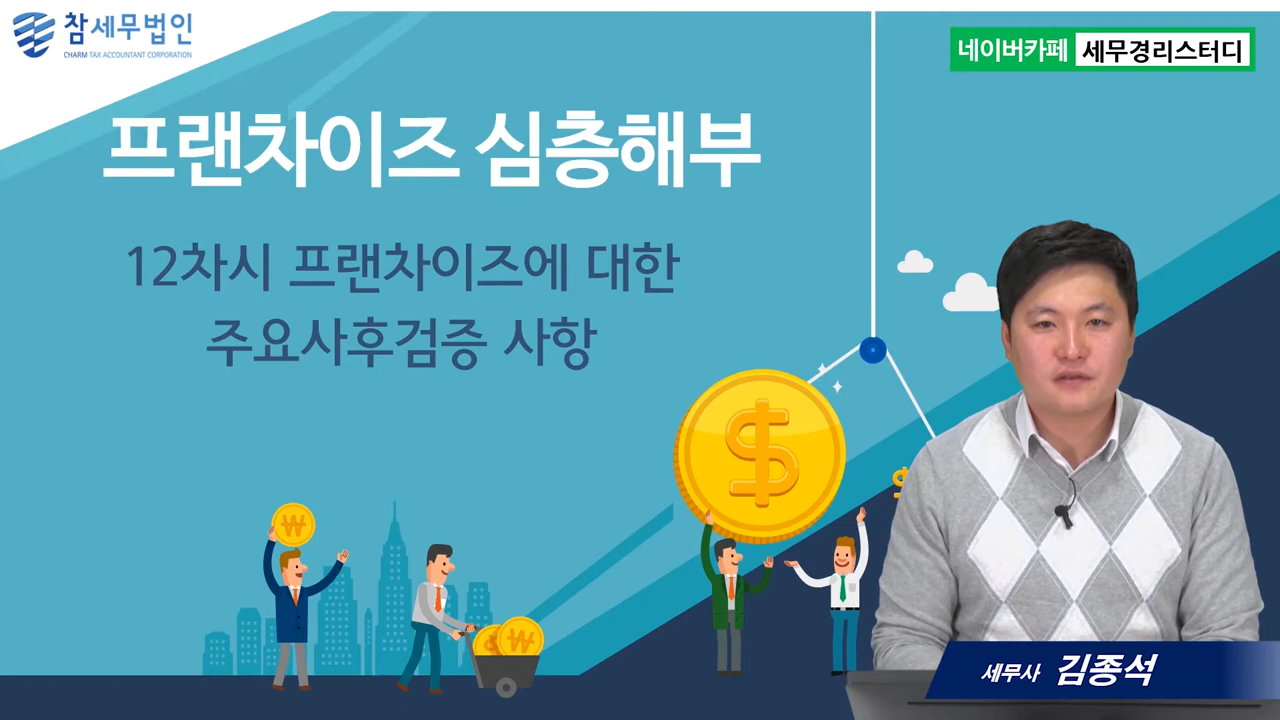 참세무법인
CHARM TAX ACCOUNTANT CORPORATION
네이버카페 세무경리스터디
프랜차이즈 심층해부
12차시 프랜차이즈에 대한
주요사후검증 사항
$
$
₩
$ ₩
세무사 김종석